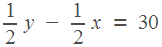 1/2 y − 1/2 x = 30